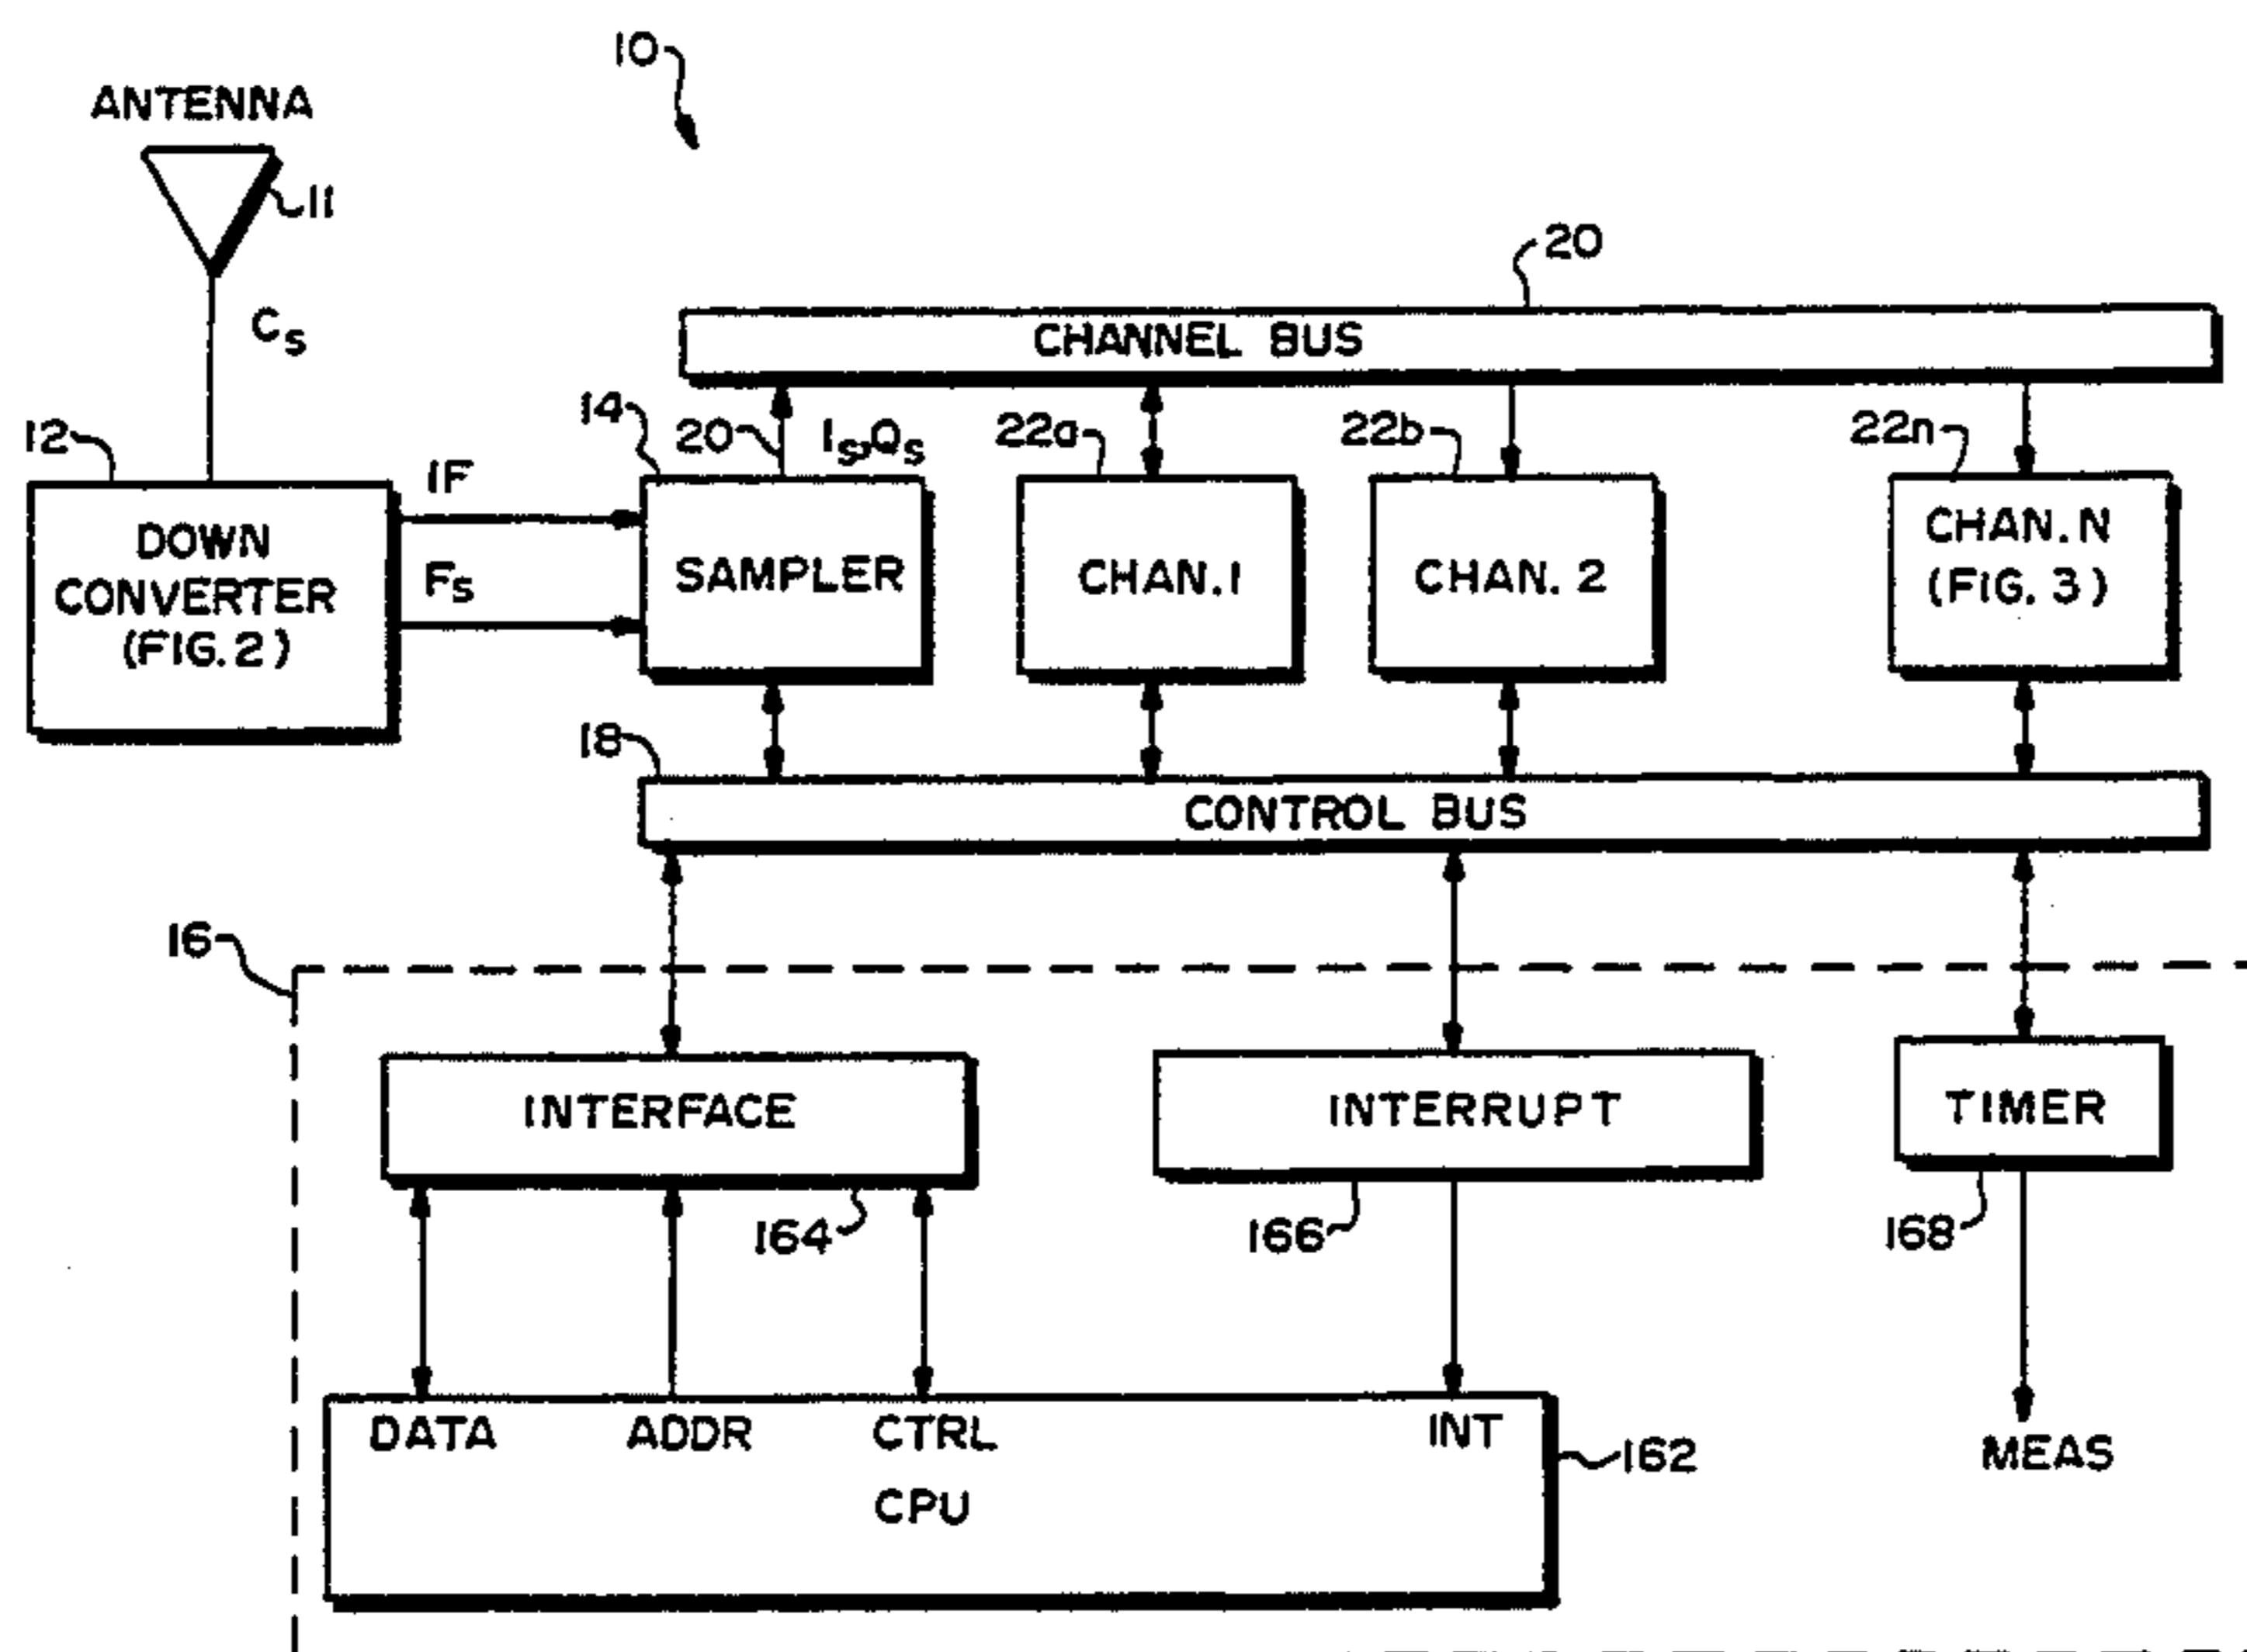 10
ANTENNA
11
20
Cs
CHANNEL BUS
14
20
Is,Qs
22a
22b
22n
12
IF
DOWN
CONVERTER
(FIG. 2)
Fs
SAMPLER
CHAN. 1
CHAN. 2
CHAN. N
(FIG. 3)
18
CONTROL BUS
16
INTERFACE
INTERRUPT
TIMER
164
166
168
DATA
ADDR
CTRL
INT
162
MEAS
CPU